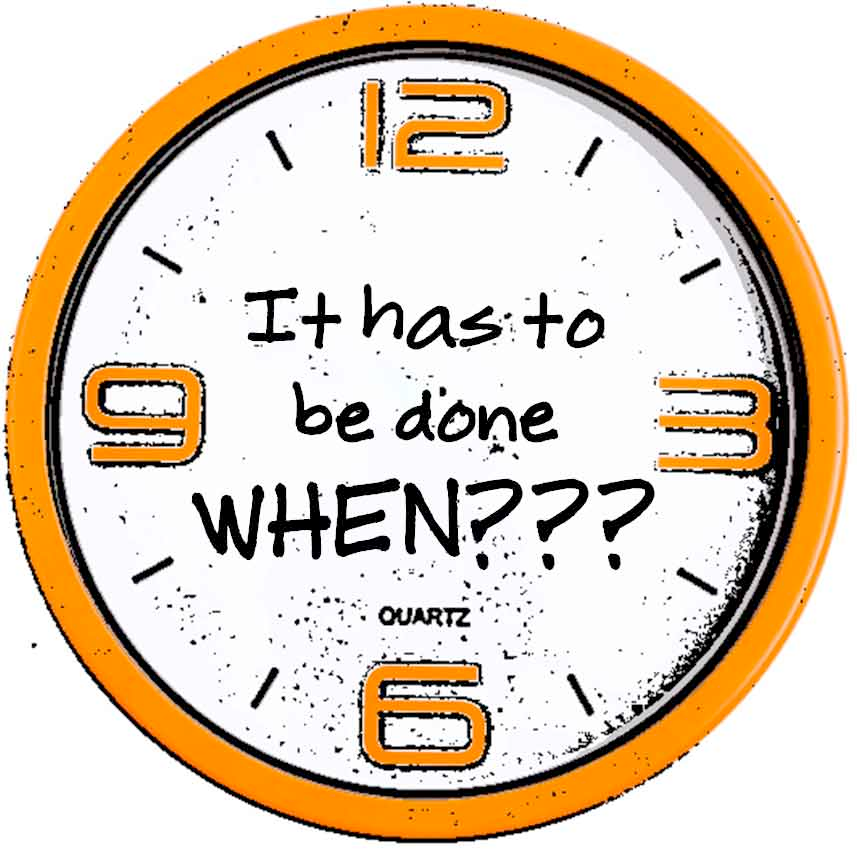 12
It has to
9
be done
3
WHEN???
QUARTZ
6